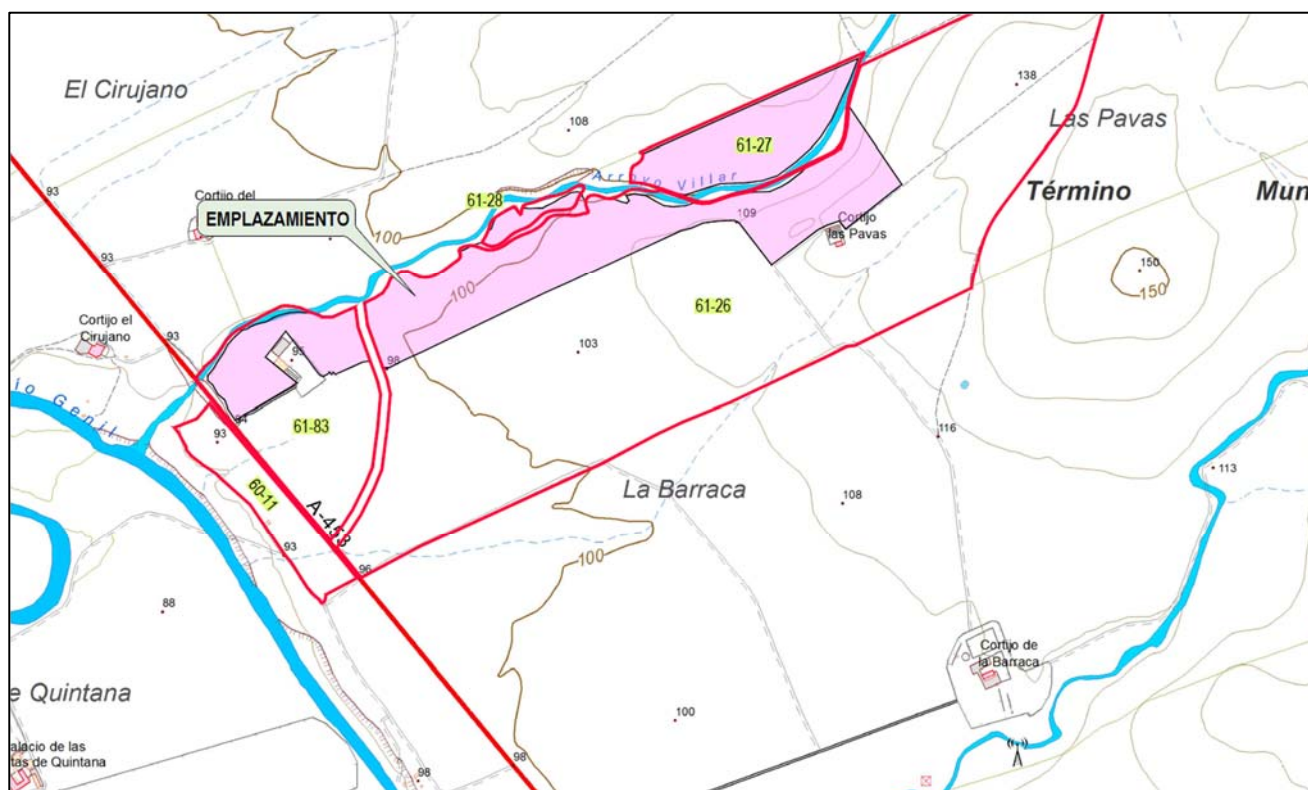 El Cirujano
138
108
Las Pavas
61-27
93
Arroyo Villar
61-28
Término
Mun
Cortijo del
EMPLAZAMIENTO
109
Cortijo
las Pavas
100
93
100
150
150
61-26
Cortijo el
Cirujano
93
95
98
103
io Genil
94
93
61-83
116
113
60-11
A-453
La Barraca
108
93
100
96
88
Cortijo de
la Barraca
e Quintana
100
alacio de las
tas de Quintana
98
98